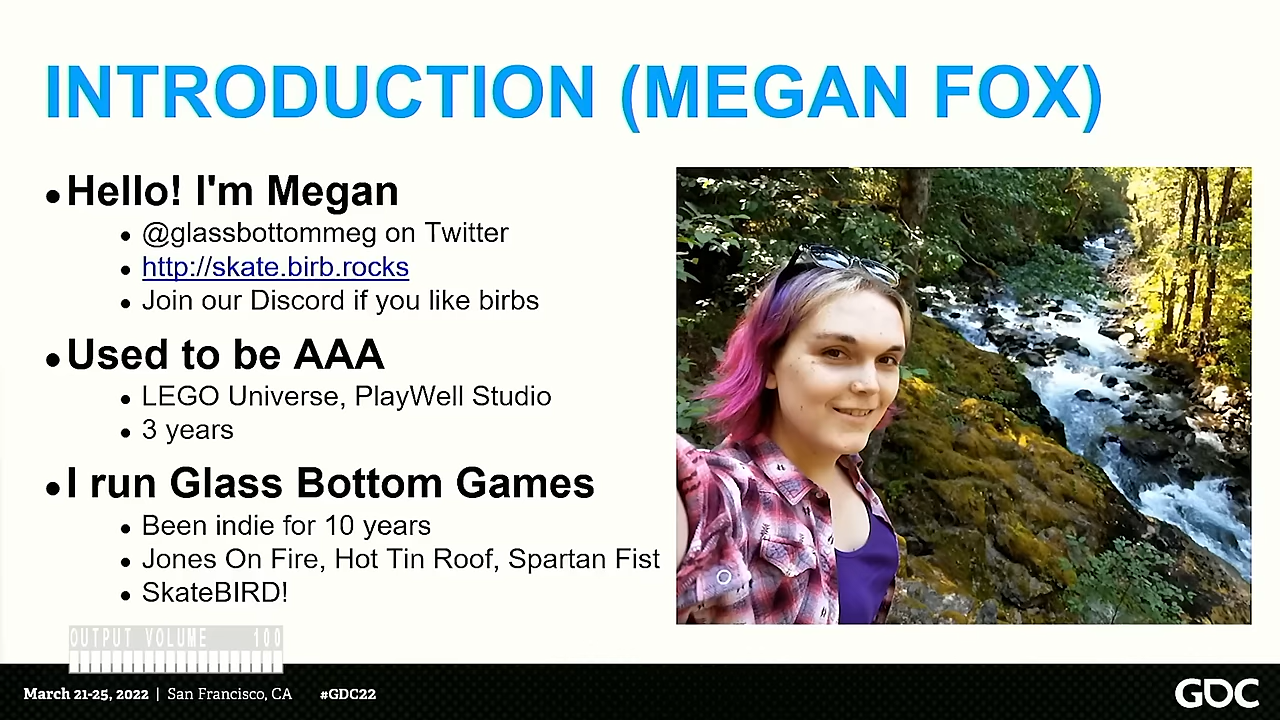 INTRODUCTION (MEGAN FOX)
Hello! I'm Megan
@glassbottommeg on Twitter
http://skate.birb.rocks
Join our Discord if you like birbs
Used to be AAA
LEGO Universe, PlayWell Studio
3 years
I run Glass Bottom Games
Been indie for 10 years
Jones On Fire, Hot Tin Roof, Spartan Fist
SkateBIRD!
OUTPUT VOLUME 100
March 21-25, 2022 | San Francisco, CA #GDC22
GDC